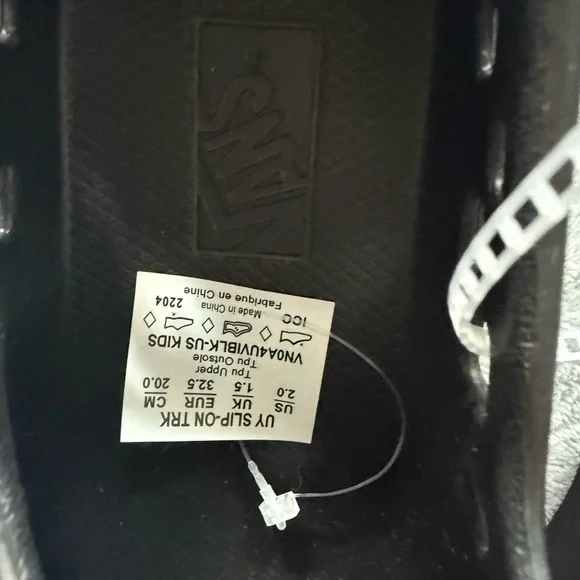 VANS
UY SLIP-ON TRK
US UK EUR CM
2.0 1.5 32.5 20.0
Tpu Upper
Tpu Outsole
VN0A4UVIBLK-US KIDS
ICC
Made in China 2204
Fabrique en Chine